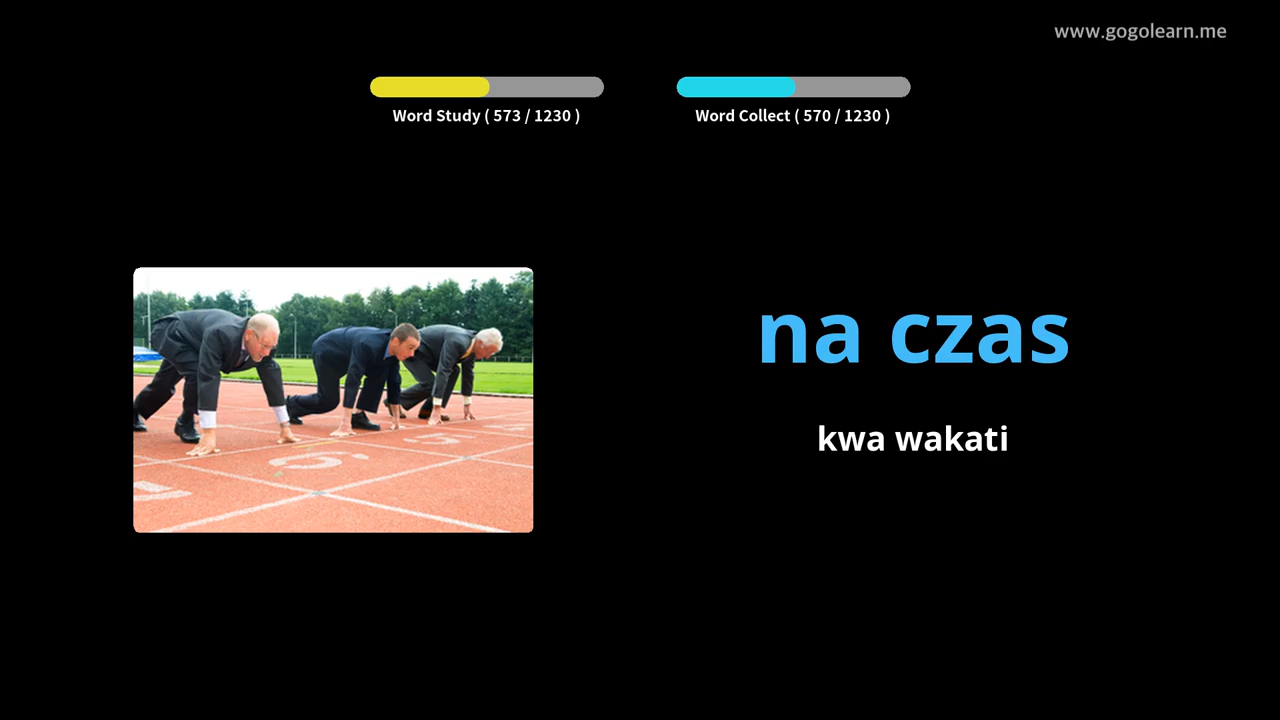 www.gogolearn.me
Word Study ( 573 / 1230 )
Word Collect ( 570 / 1230 )
na czas
kwa wakati